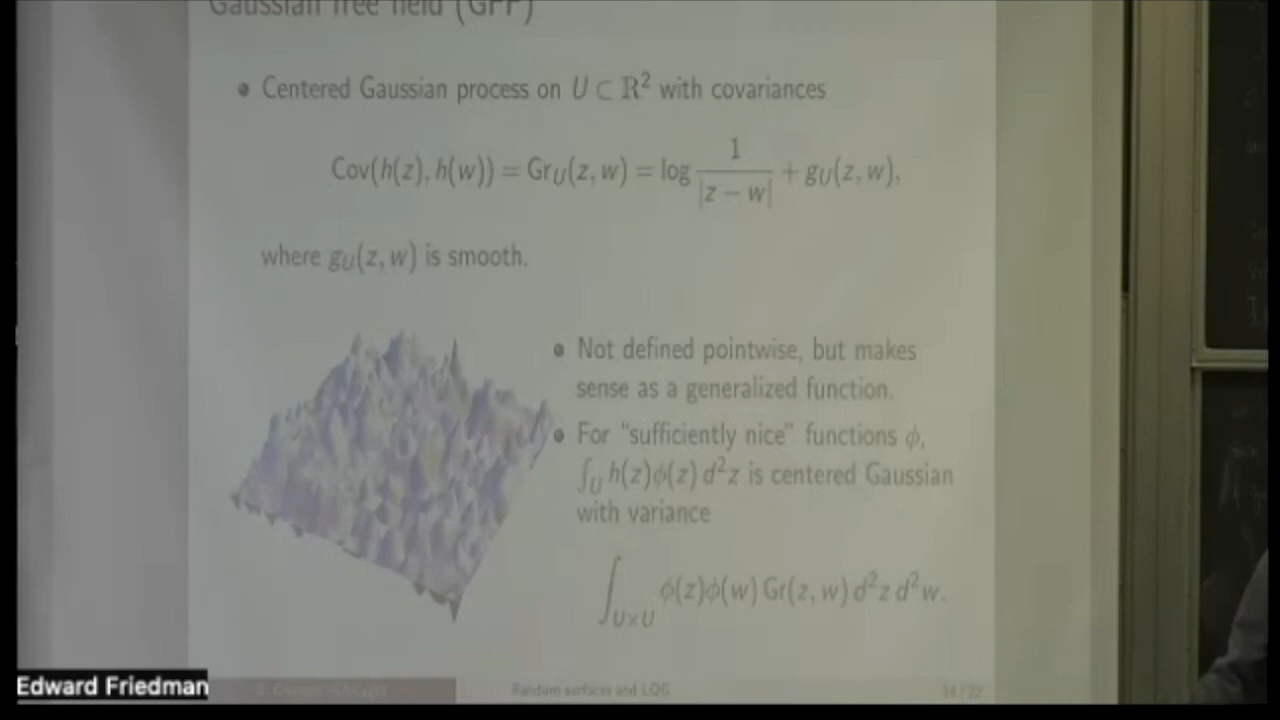 Gaussian free field (GFF)
• Centered Gaussian process on U ⊂ ℝ² with covariances
Cov(h(z), h(w)) = Gr_U(z, w) = log 1/|z − w| + g_U(z, w),
where g_U(z, w) is smooth.
• Not defined pointwise, but makes
sense as a generalized function.
• For "sufficiently nice" functions ϕ,
∫_U h(z)ϕ(z) d²z is centered Gaussian
with variance
∫_{U×U} ϕ(z)ϕ(w) Gr(z, w) d²z d²w.
Edward Friedman
Random surfaces and LQG
14 / 22